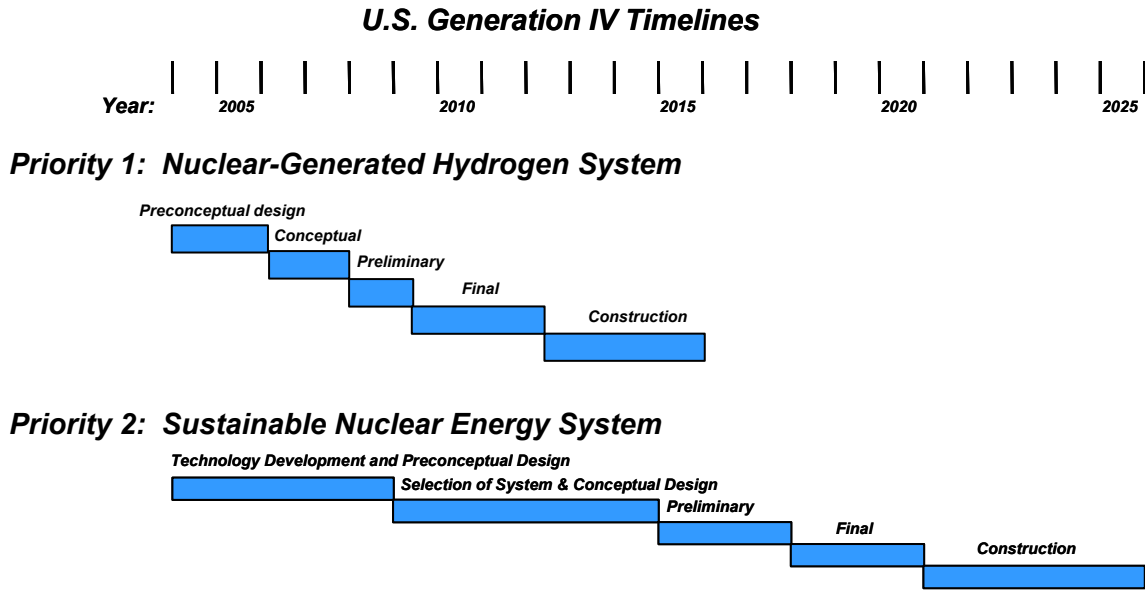 U.S. Generation IV Timelines
Year: 2005 2010 2015 2020 2025
Priority 1: Nuclear-Generated Hydrogen System
Preconceptual design
Conceptual
Preliminary
Final
Construction
Priority 2: Sustainable Nuclear Energy System
Technology Development and Preconceptual Design
Selection of System & Conceptual Design
Preliminary
Final
Construction